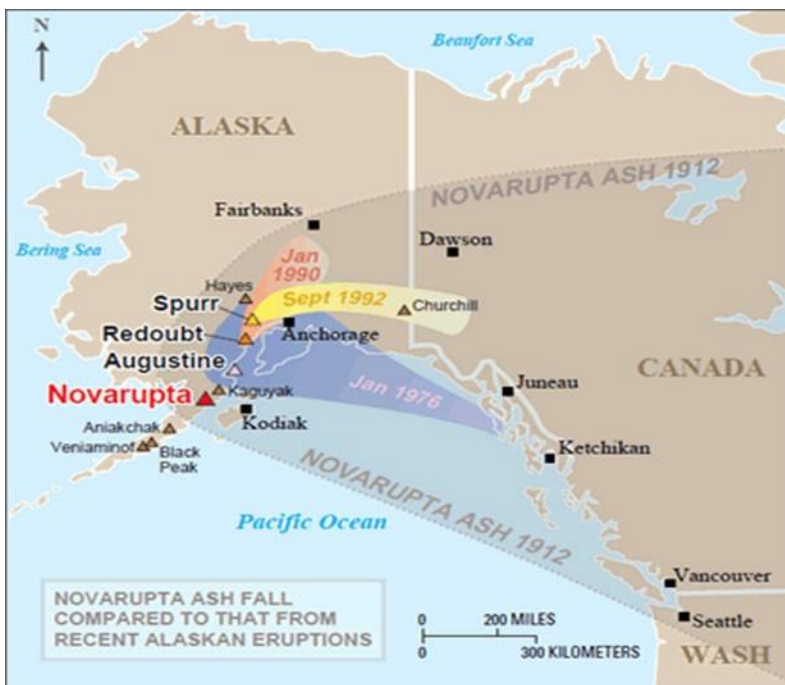 N
Beaufort Sea
ALASKA
NOVARUPTA ASH 1912
Fairbanks
Dawson
Bering Sea
Jan
1990
Hayes
Sept 1992
Churchill
Spurr
Anchorage
Redoubt
Augustine
CANADA
Novarupta
Kaguyak
Jan 1976
Juneau
Kodiak
Aniakchak
Veniaminof
Black
Peak
Ketchikan
NOVARUPTA ASH 1912
Pacific Ocean
Vancouver
NOVARUPTA ASH FALL
COMPARED TO THAT FROM
RECENT ALASKAN ERUPTIONS
0 200 MILES
0 300 KILOMETERS
Seattle
WASH